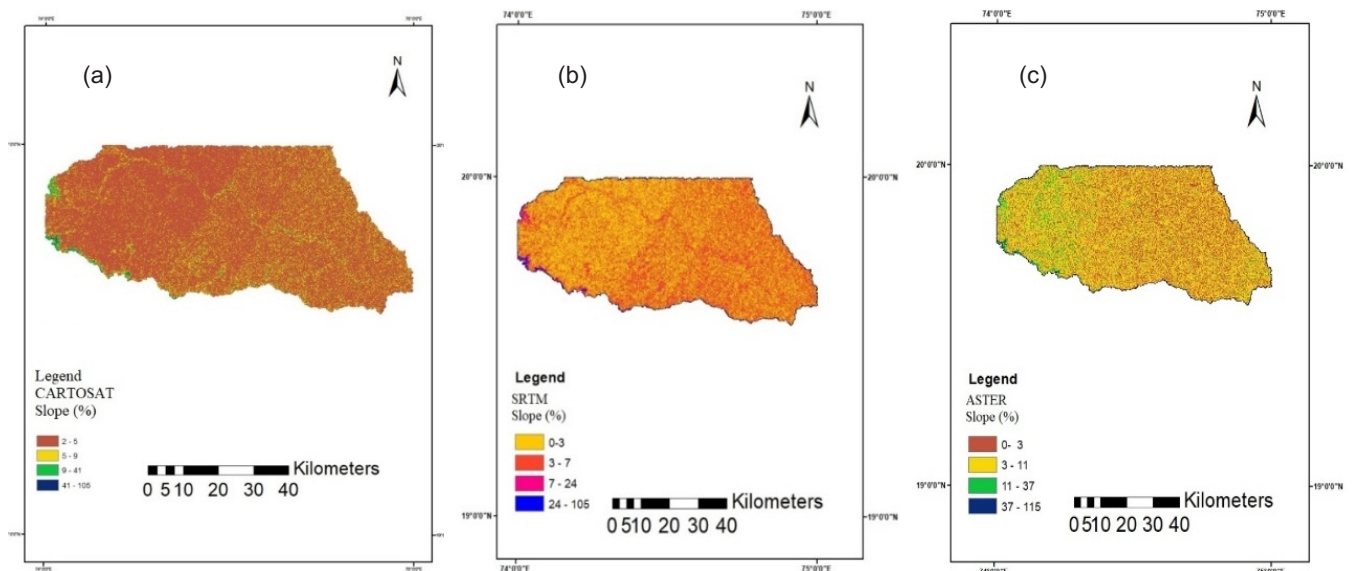 74°0'0"E
75°0'0"E
74°0'0"E
75°0'0"E
(a)
N
(b)
N
(c)
N
20°0'0"N
20°0'0"N
20°0'0"N
20°0'0"N
Legend
CARTOSAT
Slope (%)
2 - 5
5 - 9
9 - 41
41 - 105
Kilometers
0 5 10 20 30 40
Legend
SRTM
Slope (%)
0-3
3 - 7
7 - 24
24 - 105
Kilometers
0 510 20 30 40
Legend
ASTER
Slope (%)
0- 3
3 - 11
11 - 37
37 - 115
Kilometers
0 510 20 30 40
19°0'0"N
19°0'0"N
19°0'0"N
19°0'0"N
74°0'0"E
75°0'0"E